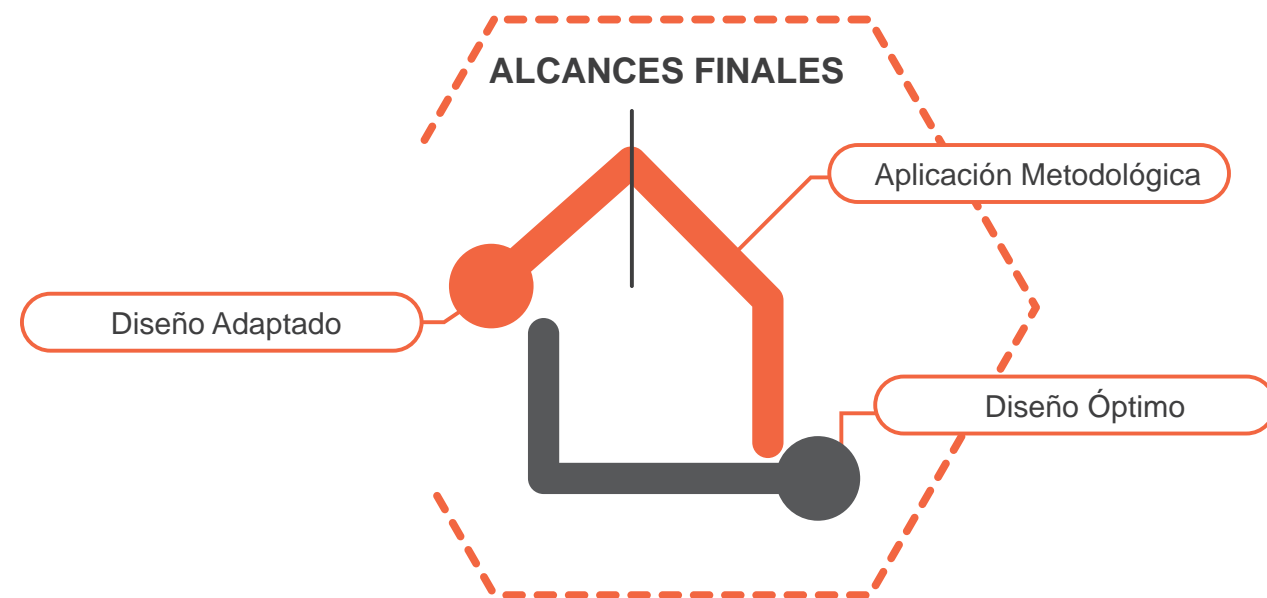 ALCANCES FINALES
Aplicación Metodológica
Diseño Adaptado
Diseño Óptimo